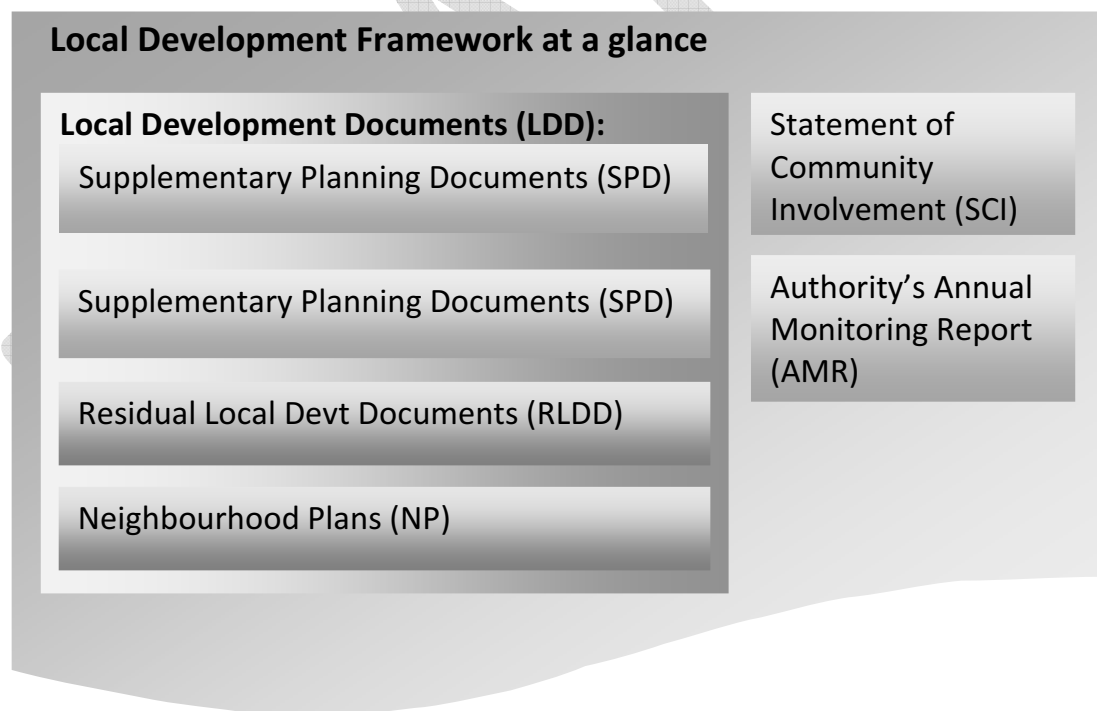 Local Development Framework at a glance
Local Development Documents (LDD):
Supplementary Planning Documents (SPD)
Supplementary Planning Documents (SPD)
Residual Local Devt Documents (RLDD)
Neighbourhood Plans (NP)
Statement of
Community
Involvement (SCI)
Authority’s Annual
Monitoring Report
(AMR)